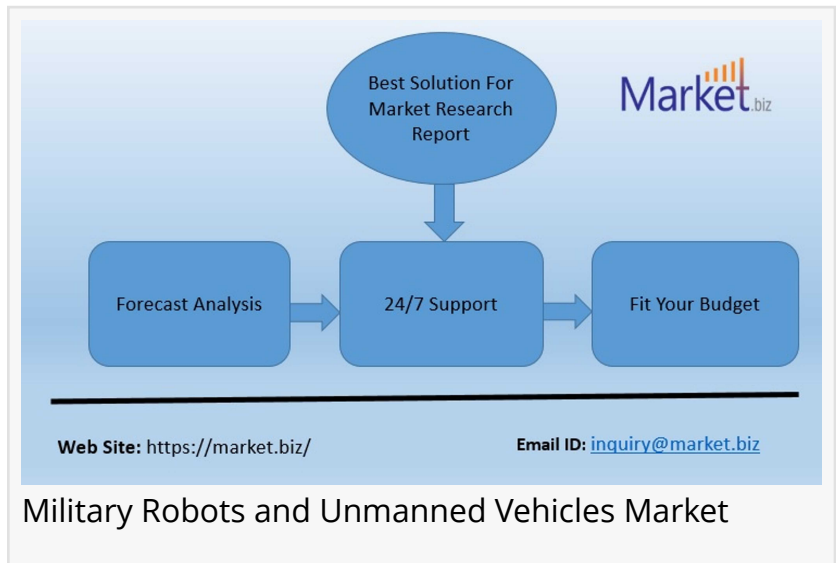 Best Solution For
Market Research
Report
Market.biz
Forecast Analysis
24/7 Support
Fit Your Budget
Web Site: https://market.biz/
Email ID: inquiry@market.biz
Military Robots and Unmanned Vehicles Market